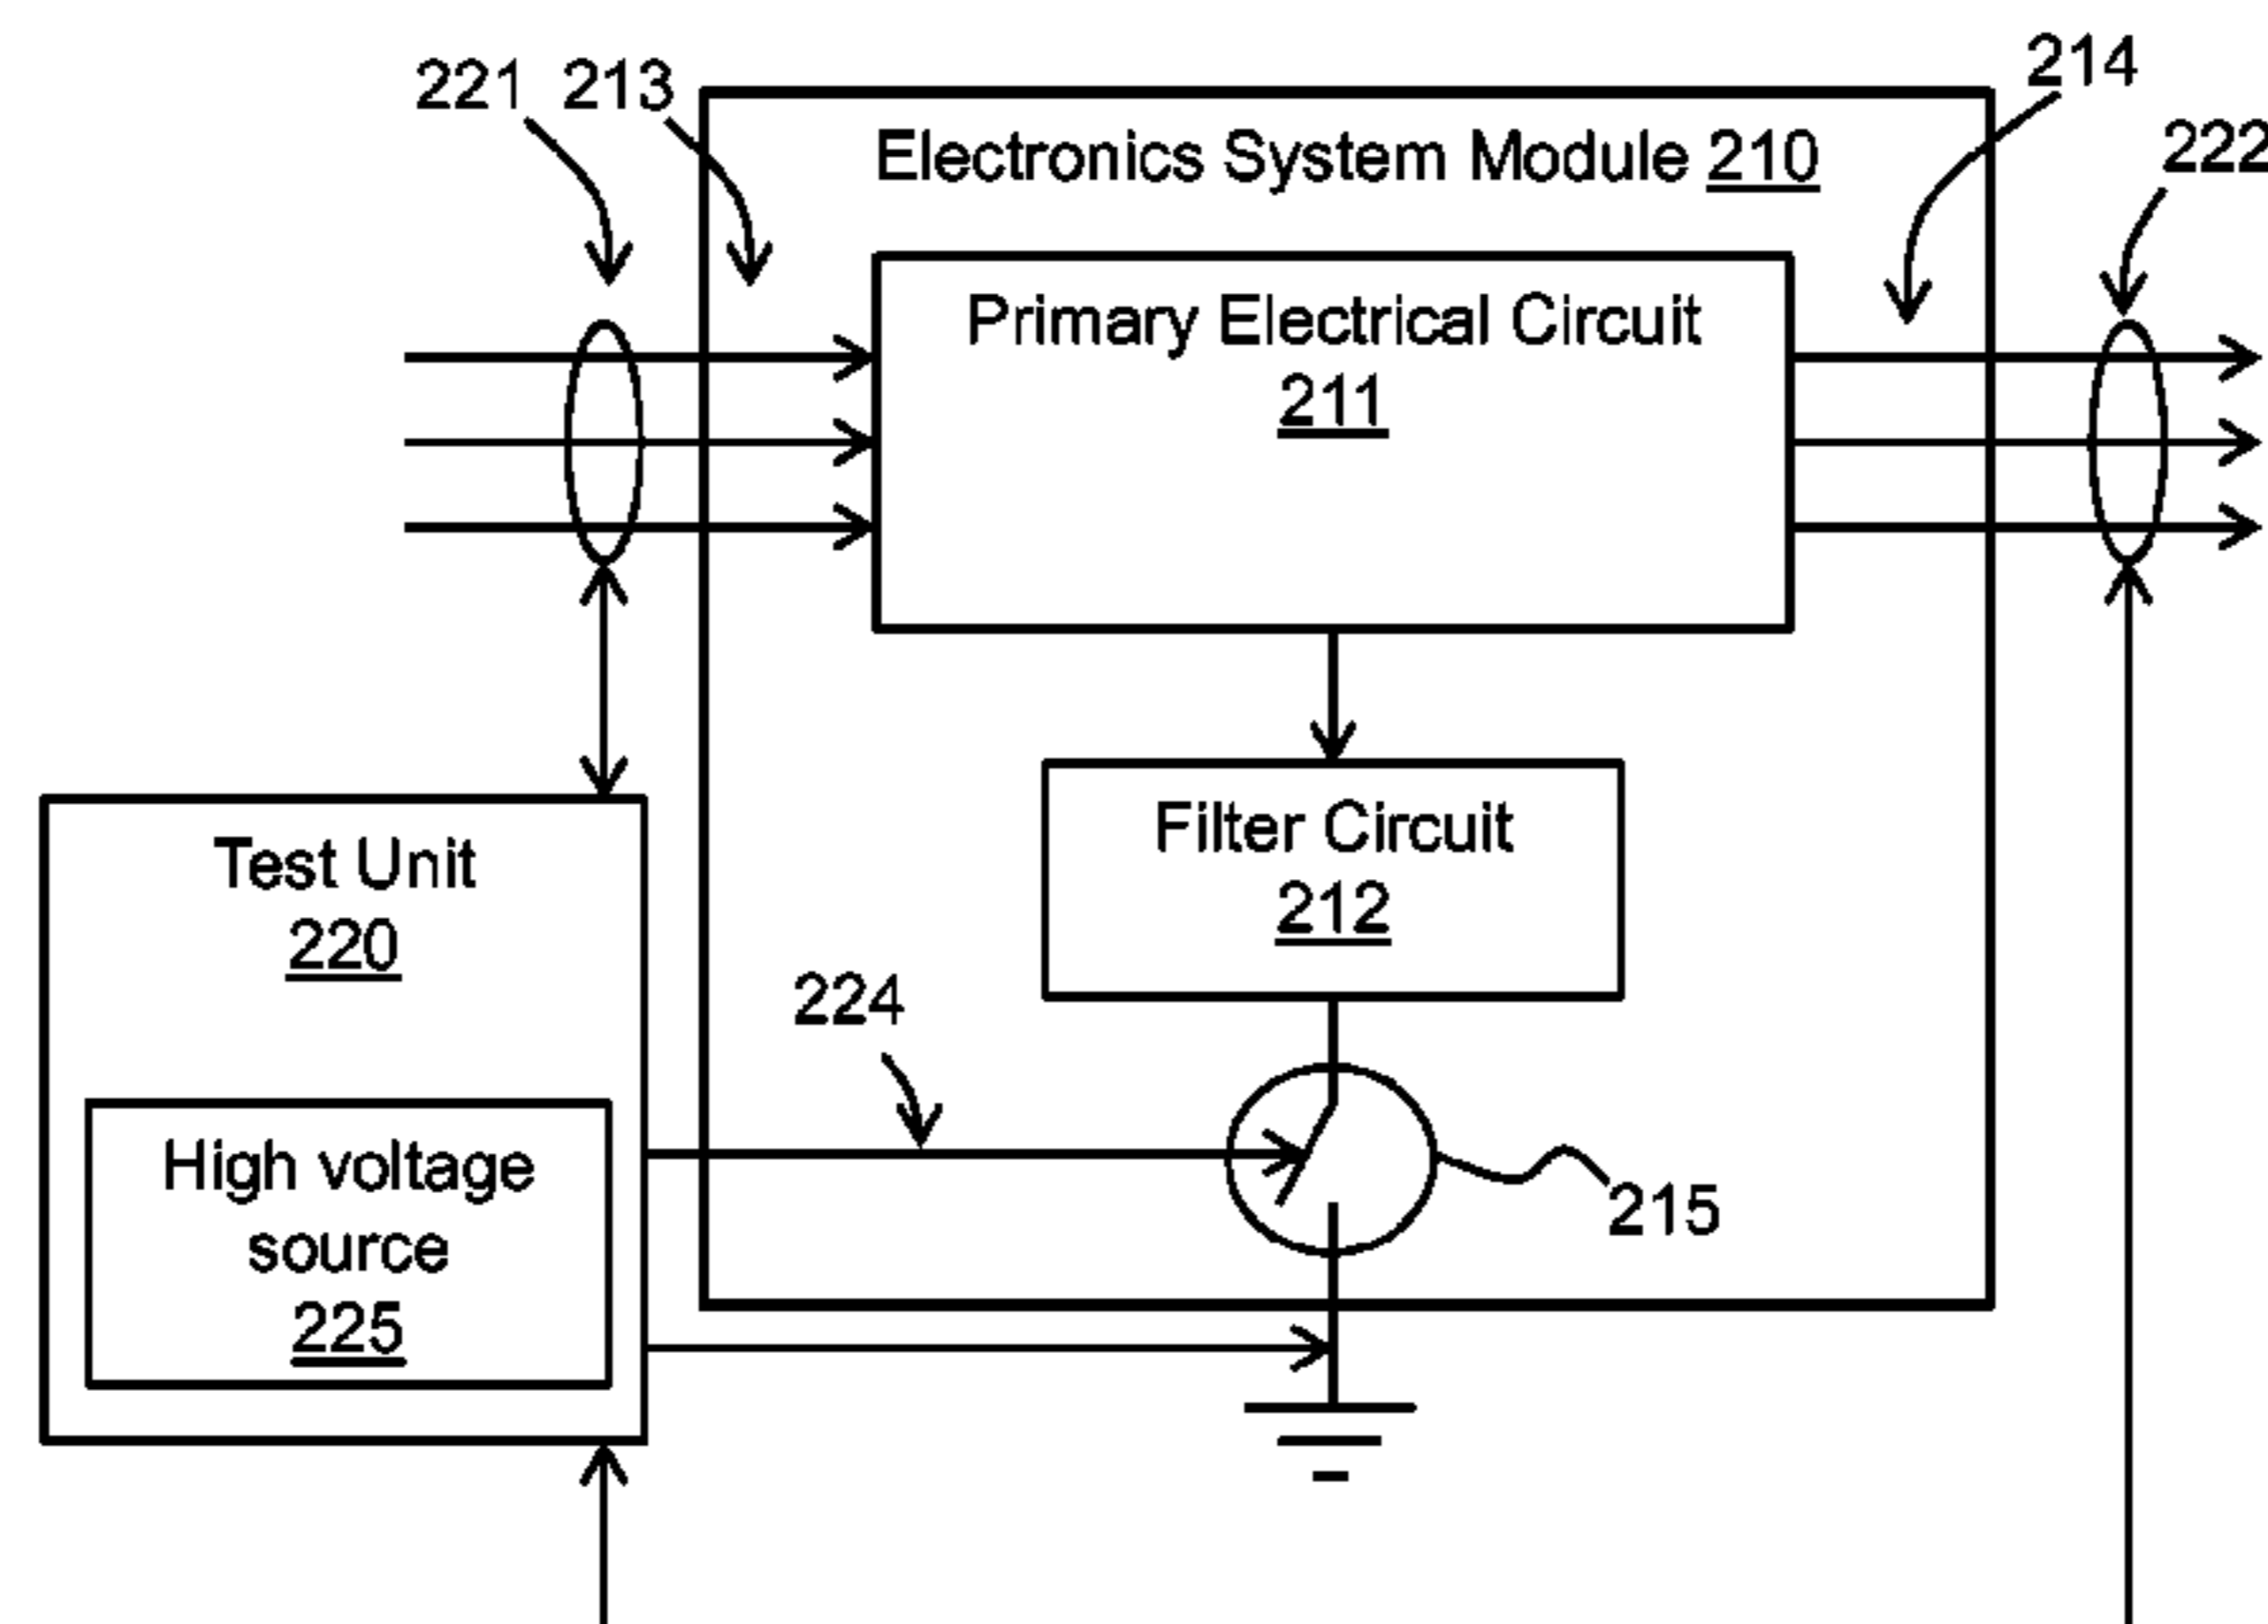 221
213
214
222
Electronics System Module 210
Primary Electrical Circuit
211
Filter Circuit
212
Test Unit
220
224
High voltage
source
225
215